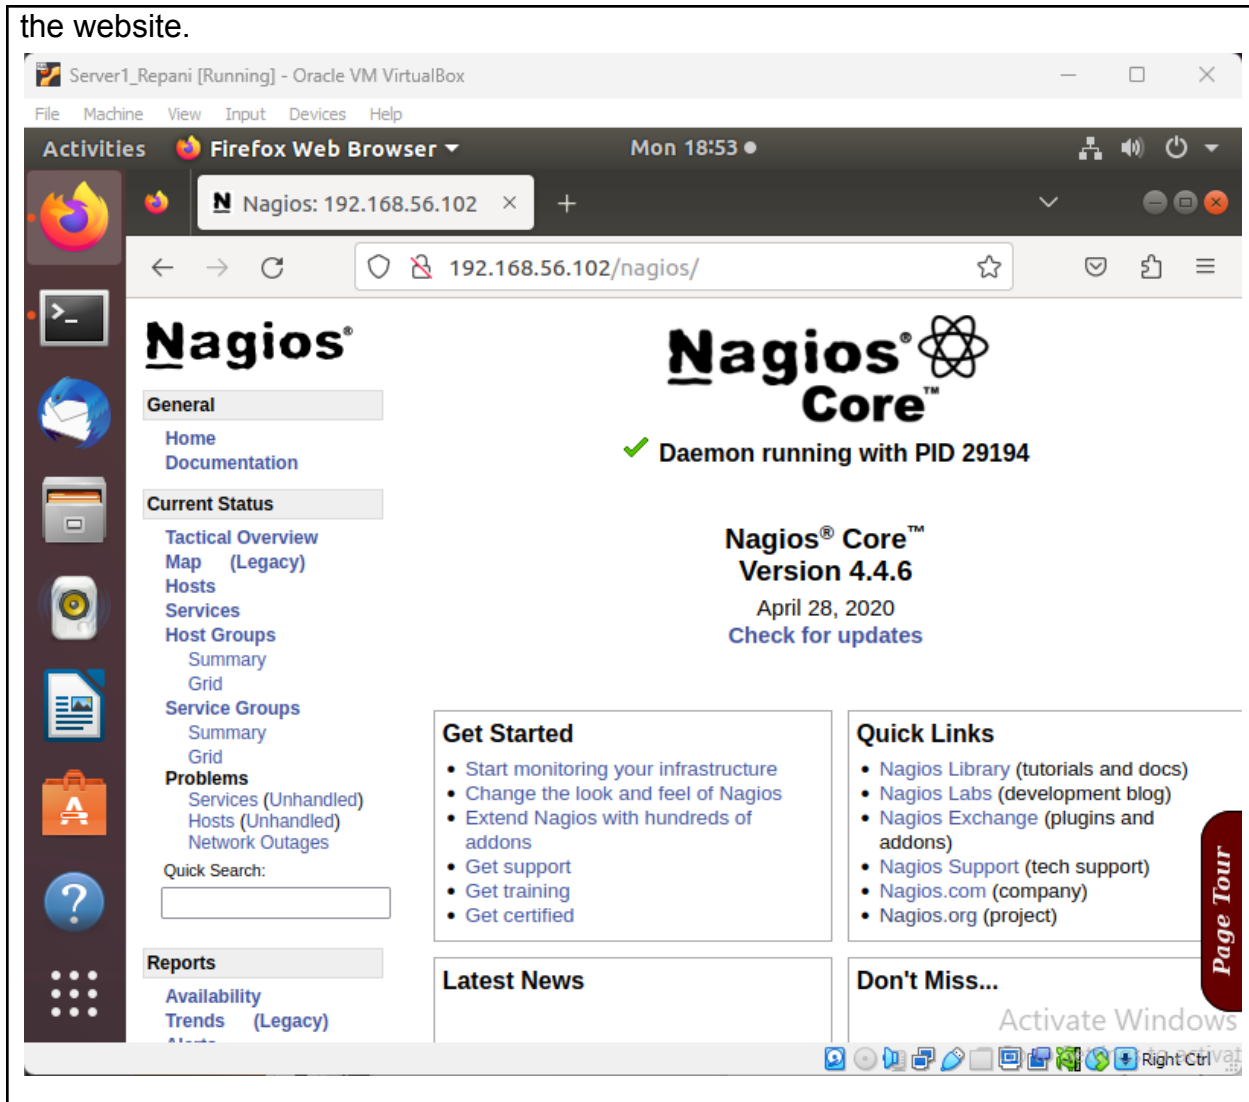 the website.
Server1_Repani [Running] - Oracle VM VirtualBox
File Machine View Input Devices Help
Activities Firefox Web Browser Mon 18:53
Nagios: 192.168.56.102
192.168.56.102/nagios/
Nagios®
General
Home
Documentation
Current Status
Tactical Overview
Map (Legacy)
Hosts
Services
Host Groups
Summary
Grid
Service Groups
Summary
Grid
Problems
Services (Unhandled)
Hosts (Unhandled)
Network Outages
Quick Search:
Reports
Availability
Trends (Legacy)
Nagios®
Core™
Daemon running with PID 29194
Nagios® Core™
Version 4.4.6
April 28, 2020
Check for updates
Get Started
• Start monitoring your infrastructure
• Change the look and feel of Nagios
• Extend Nagios with hundreds of
addons
• Get support
• Get training
• Get certified
Quick Links
• Nagios Library (tutorials and docs)
• Nagios Labs (development blog)
• Nagios Exchange (plugins and
addons)
• Nagios Support (tech support)
• Nagios.com (company)
• Nagios.org (project)
Latest News
Don't Miss...
Page Tour
Activate Windows
Right Ctrl